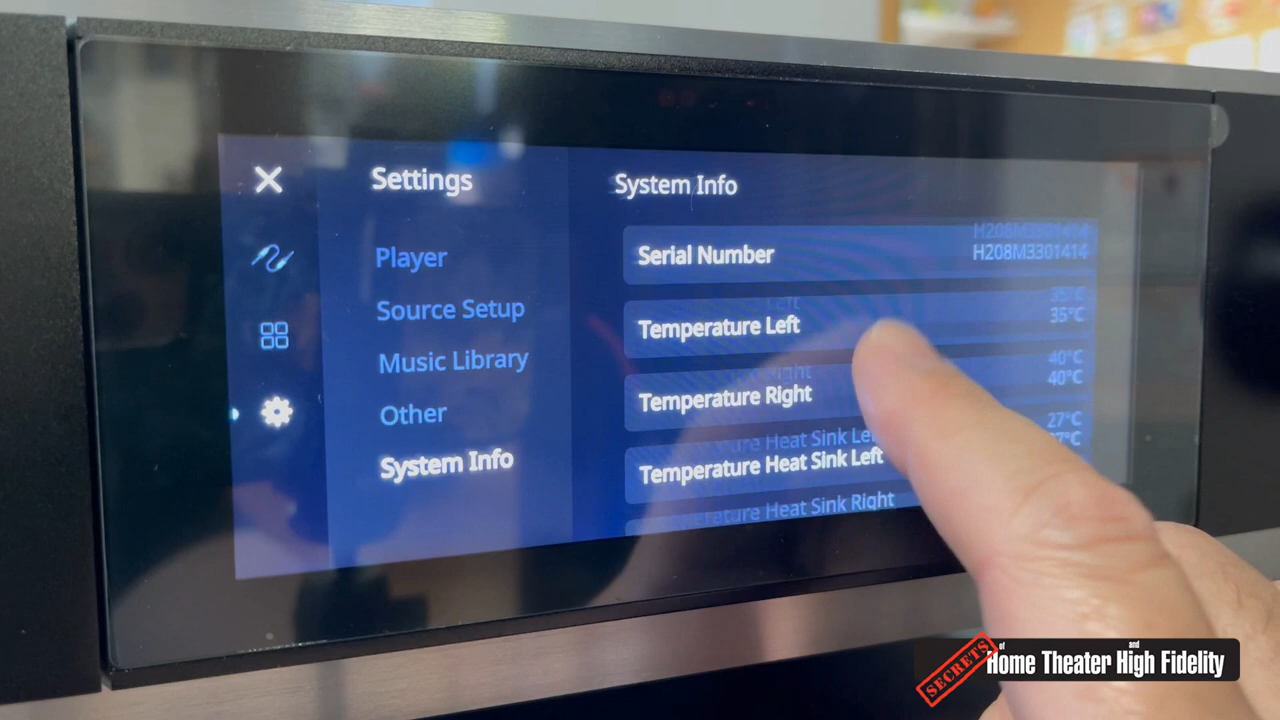 Settings
Player
Source Setup
Music Library
Other
System Info
System Info
Serial Number H208M3301414
Temperature Left 35°C
Temperature Right 40°C
Temperature Heat Sink Left 27°C
Heat Sink Right
SECRETS of Home Theater and High Fidelity